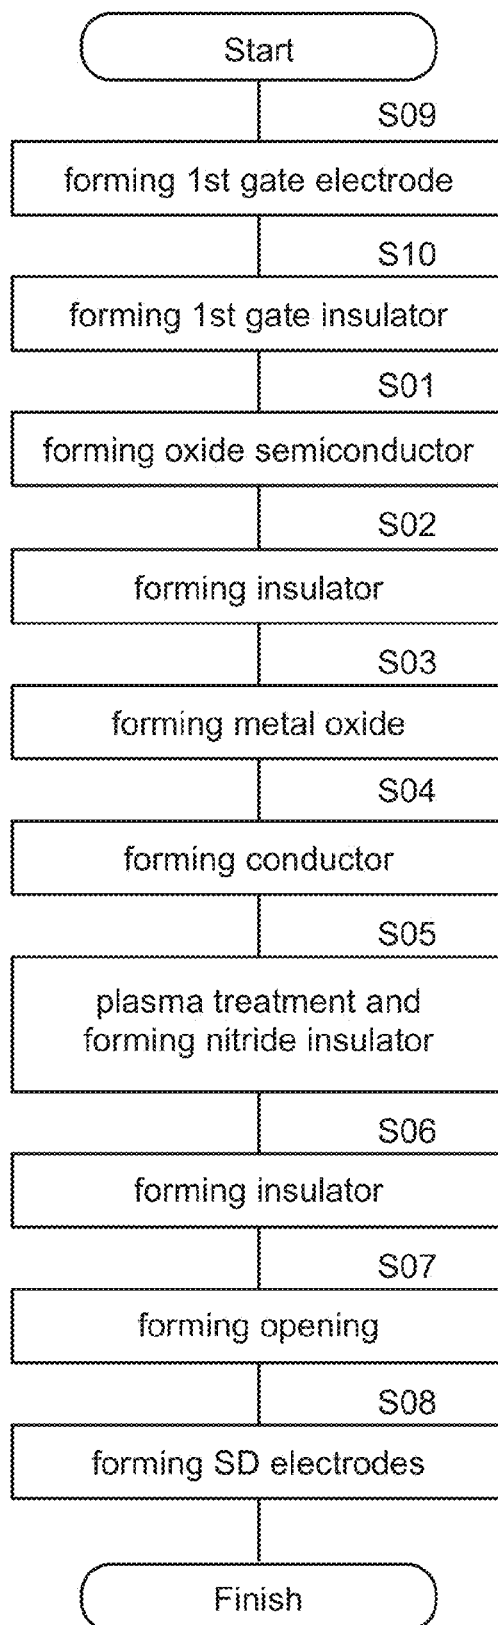 Start
S09
forming 1st gate electrode
S10
forming 1st gate insulator
S01
forming oxide semiconductor
S02
forming insulator
S03
forming metal oxide
S04
forming conductor
S05
plasma treatment and
forming nitride insulator
S06
forming insulator
S07
forming opening
S08
forming SD electrodes
Finish